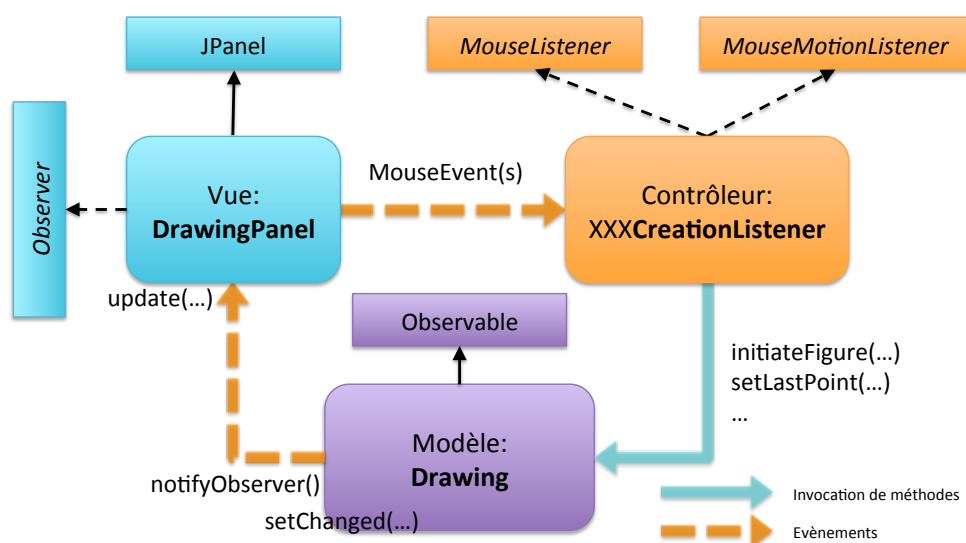 JPanel
MouseListener
MouseMotionListener
Observer
Vue:
DrawingPanel
MouseEvent(s)
Contrôleur:
XXXCreationListener
update(…)
Observable
initiateFigure(…)
setLastPoint(…)
…
Modèle:
Drawing
notifyObserver()
setChanged(…)
Invocation de méthodes
Evènements